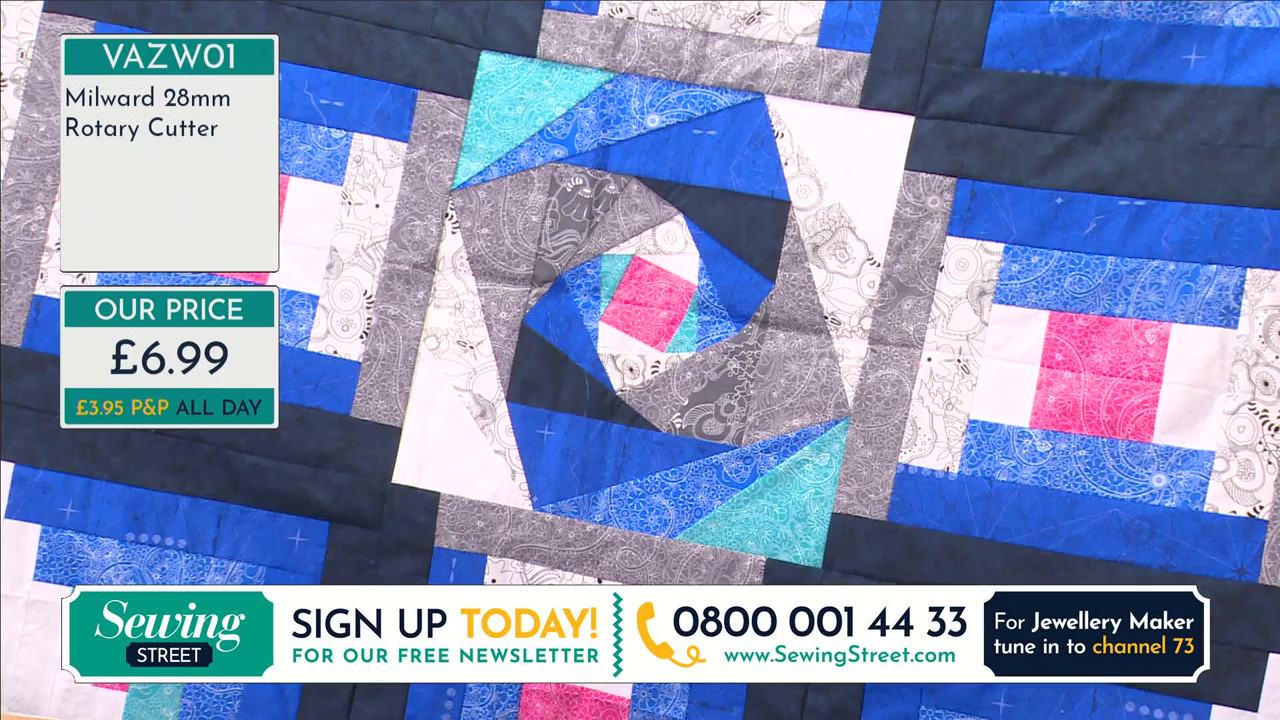 VAZW01
Milward 28mm
Rotary Cutter
OUR PRICE
£6.99
£3.95 P&P ALL DAY
Sewing
STREET
SIGN UP TODAY!
FOR OUR FREE NEWSLETTER
0800 001 44 33
www.SewingStreet.com
For Jewellery Maker
tune in to channel 73